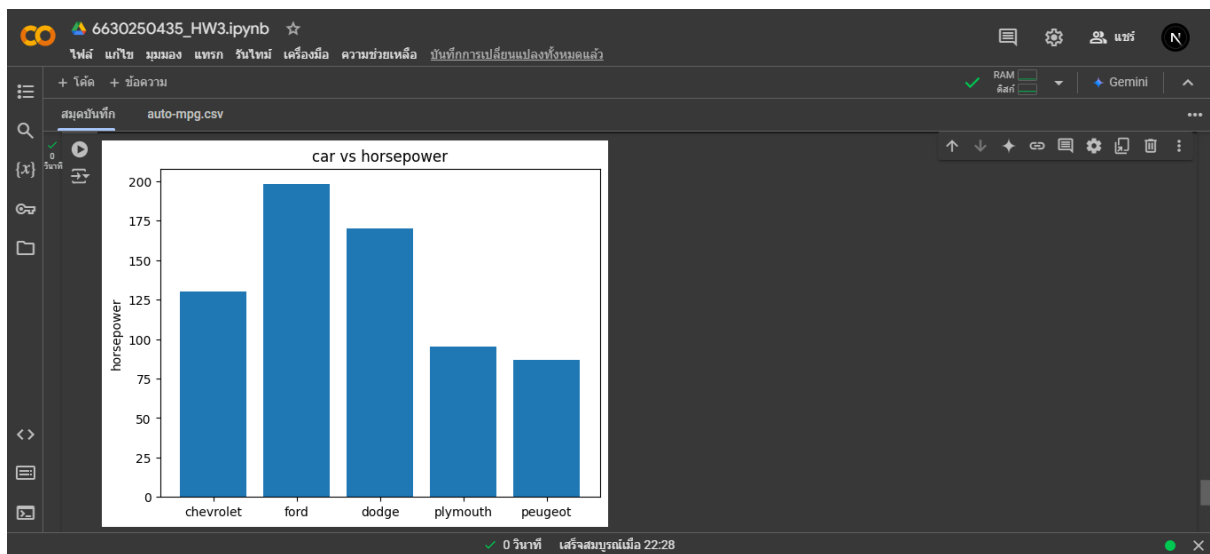 6630250435_HW3.ipynb
ไฟล์ แก้ไข มุมมอง แทรก รันไทม์ เครื่องมือ ความช่วยเหลือ บันทึกการเปลี่ยนแปลงทั้งหมดแล้ว
แชร์
N
+ โค้ด + ข้อความ
RAM
ดิสก์
Gemini
สมุดบันทึก auto-mpg.csv
0
วินาที
{x}
car vs horsepower
horsepower
200
175
150
125
100
75
50
25
0
chevrolet ford dodge plymouth peugeot
0 วินาที เสร็จสมบูรณ์เมื่อ 22:28